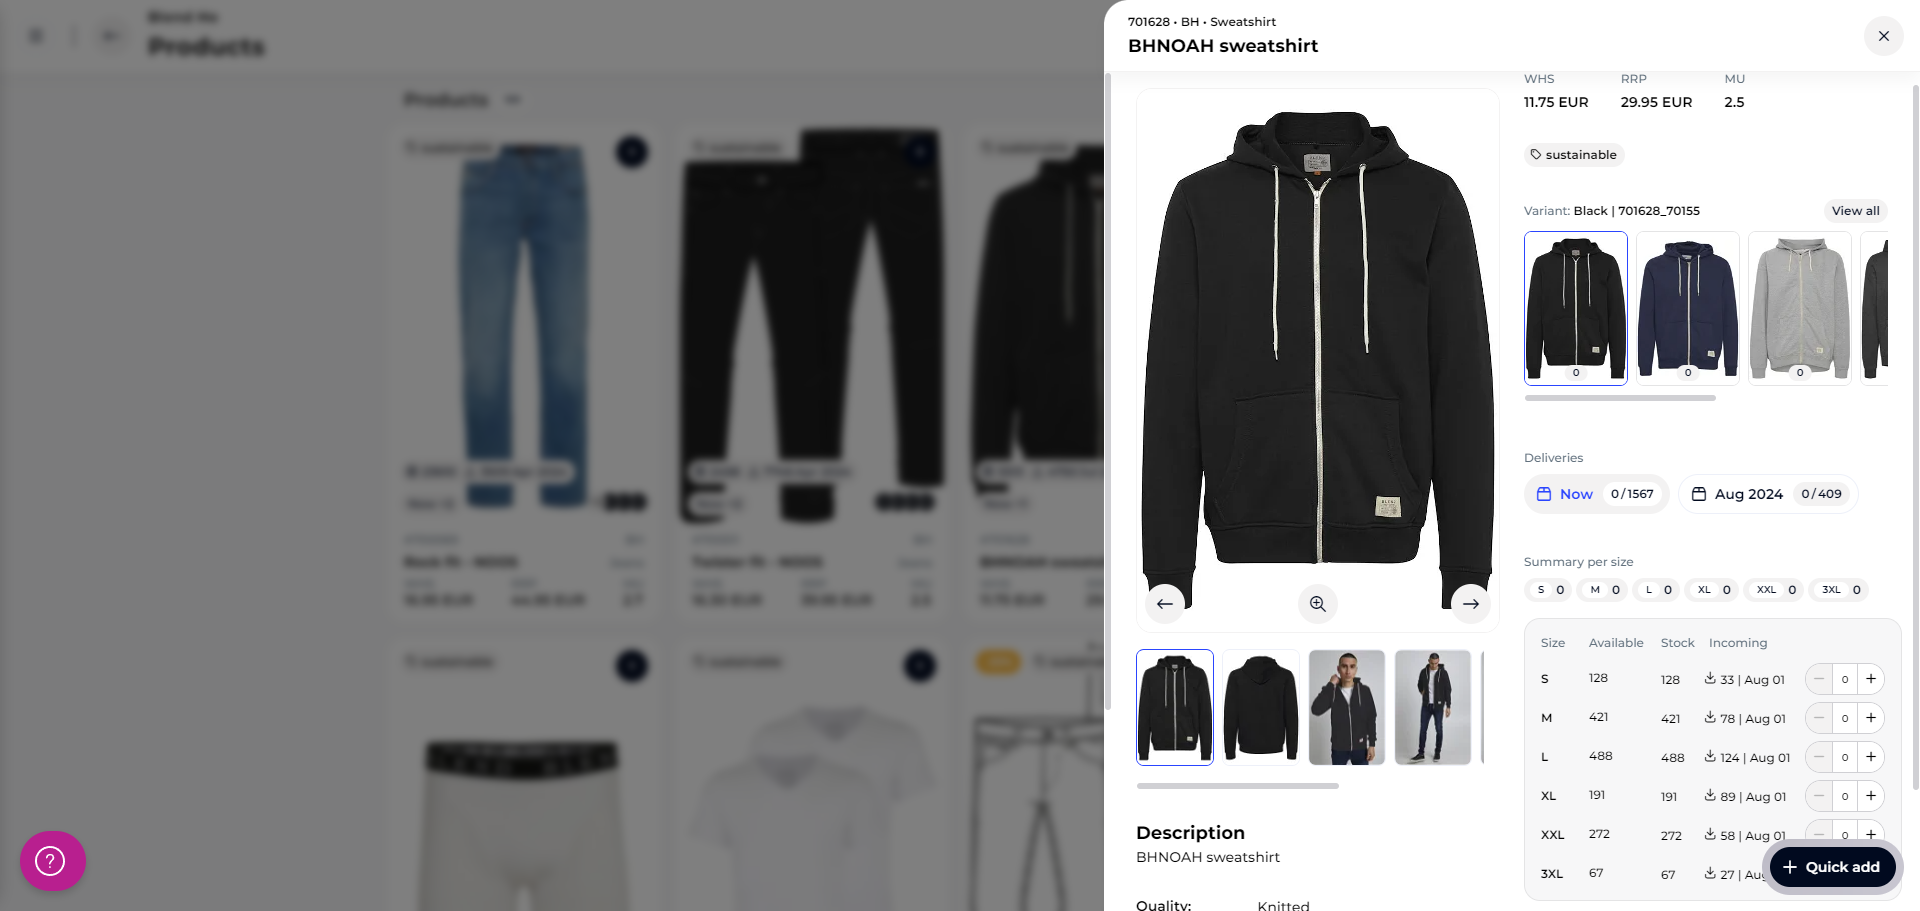 Products
Products
701628 • BH • Sweatshirt
BHNOAH sweatshirt
WHS RRP MU
11.75 EUR 29.95 EUR 2.5
sustainable
Variant: Black | 701628_70155 View all
0 0 0
Deliveries
Now 0/1567 Aug 2024 0/409
Summary per size
S 0 M 0 L 0 XL 0 XXL 0 3XL 0
Size Available Stock Incoming
S 128 128 33 | Aug 01 0
M 421 421 78 | Aug 01 0
L 488 488 124 | Aug 01 0
XL 191 191 89 | Aug 01 0
XXL 272 272 58 | Aug 01 0
3XL 67 67 27 | Aug
Quick add
Description
BHNOAH sweatshirt
Quality: Knitted